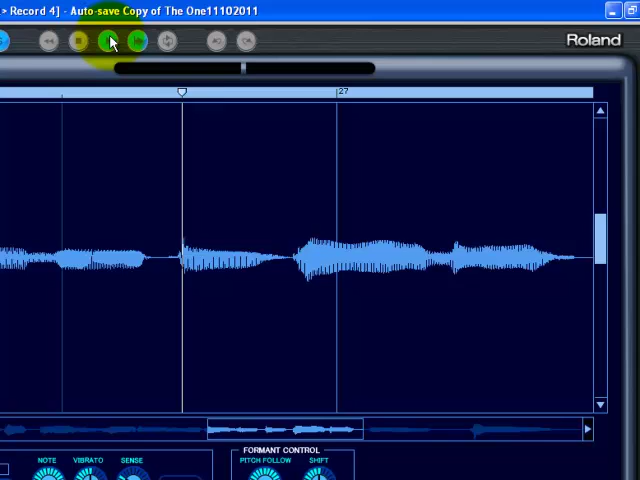 > Record 4] - Auto-save Copy of The One11102011
Roland
27
FORMANT CONTROL
NOTE VIBRATO SENSE PITCH FOLLOW SHIFT